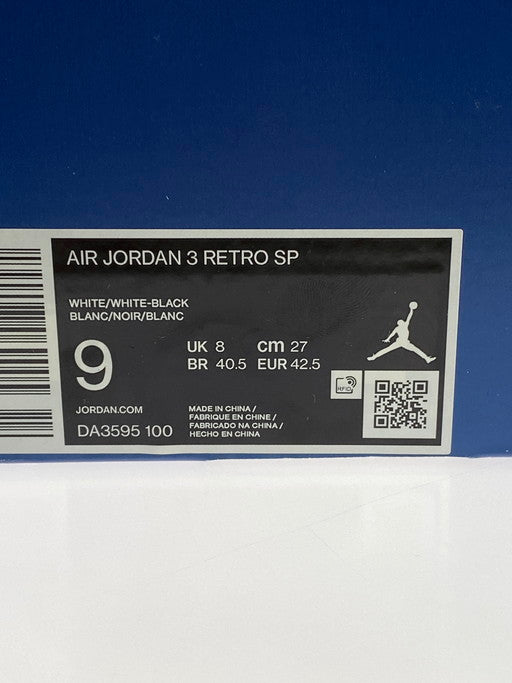 AIR JORDAN 3 RETRO SP
WHITE/WHITE-BLACK
BLANC/NOIR/BLANC
9
UK 8 cm 27
BR 40.5 EUR 42.5
JORDAN.COM
DA3595 100
MADE IN CHINA /
FABRIQUE EN CHINE /
FABRICADO NA CHINA /
HECHO EN CHINA
RFID